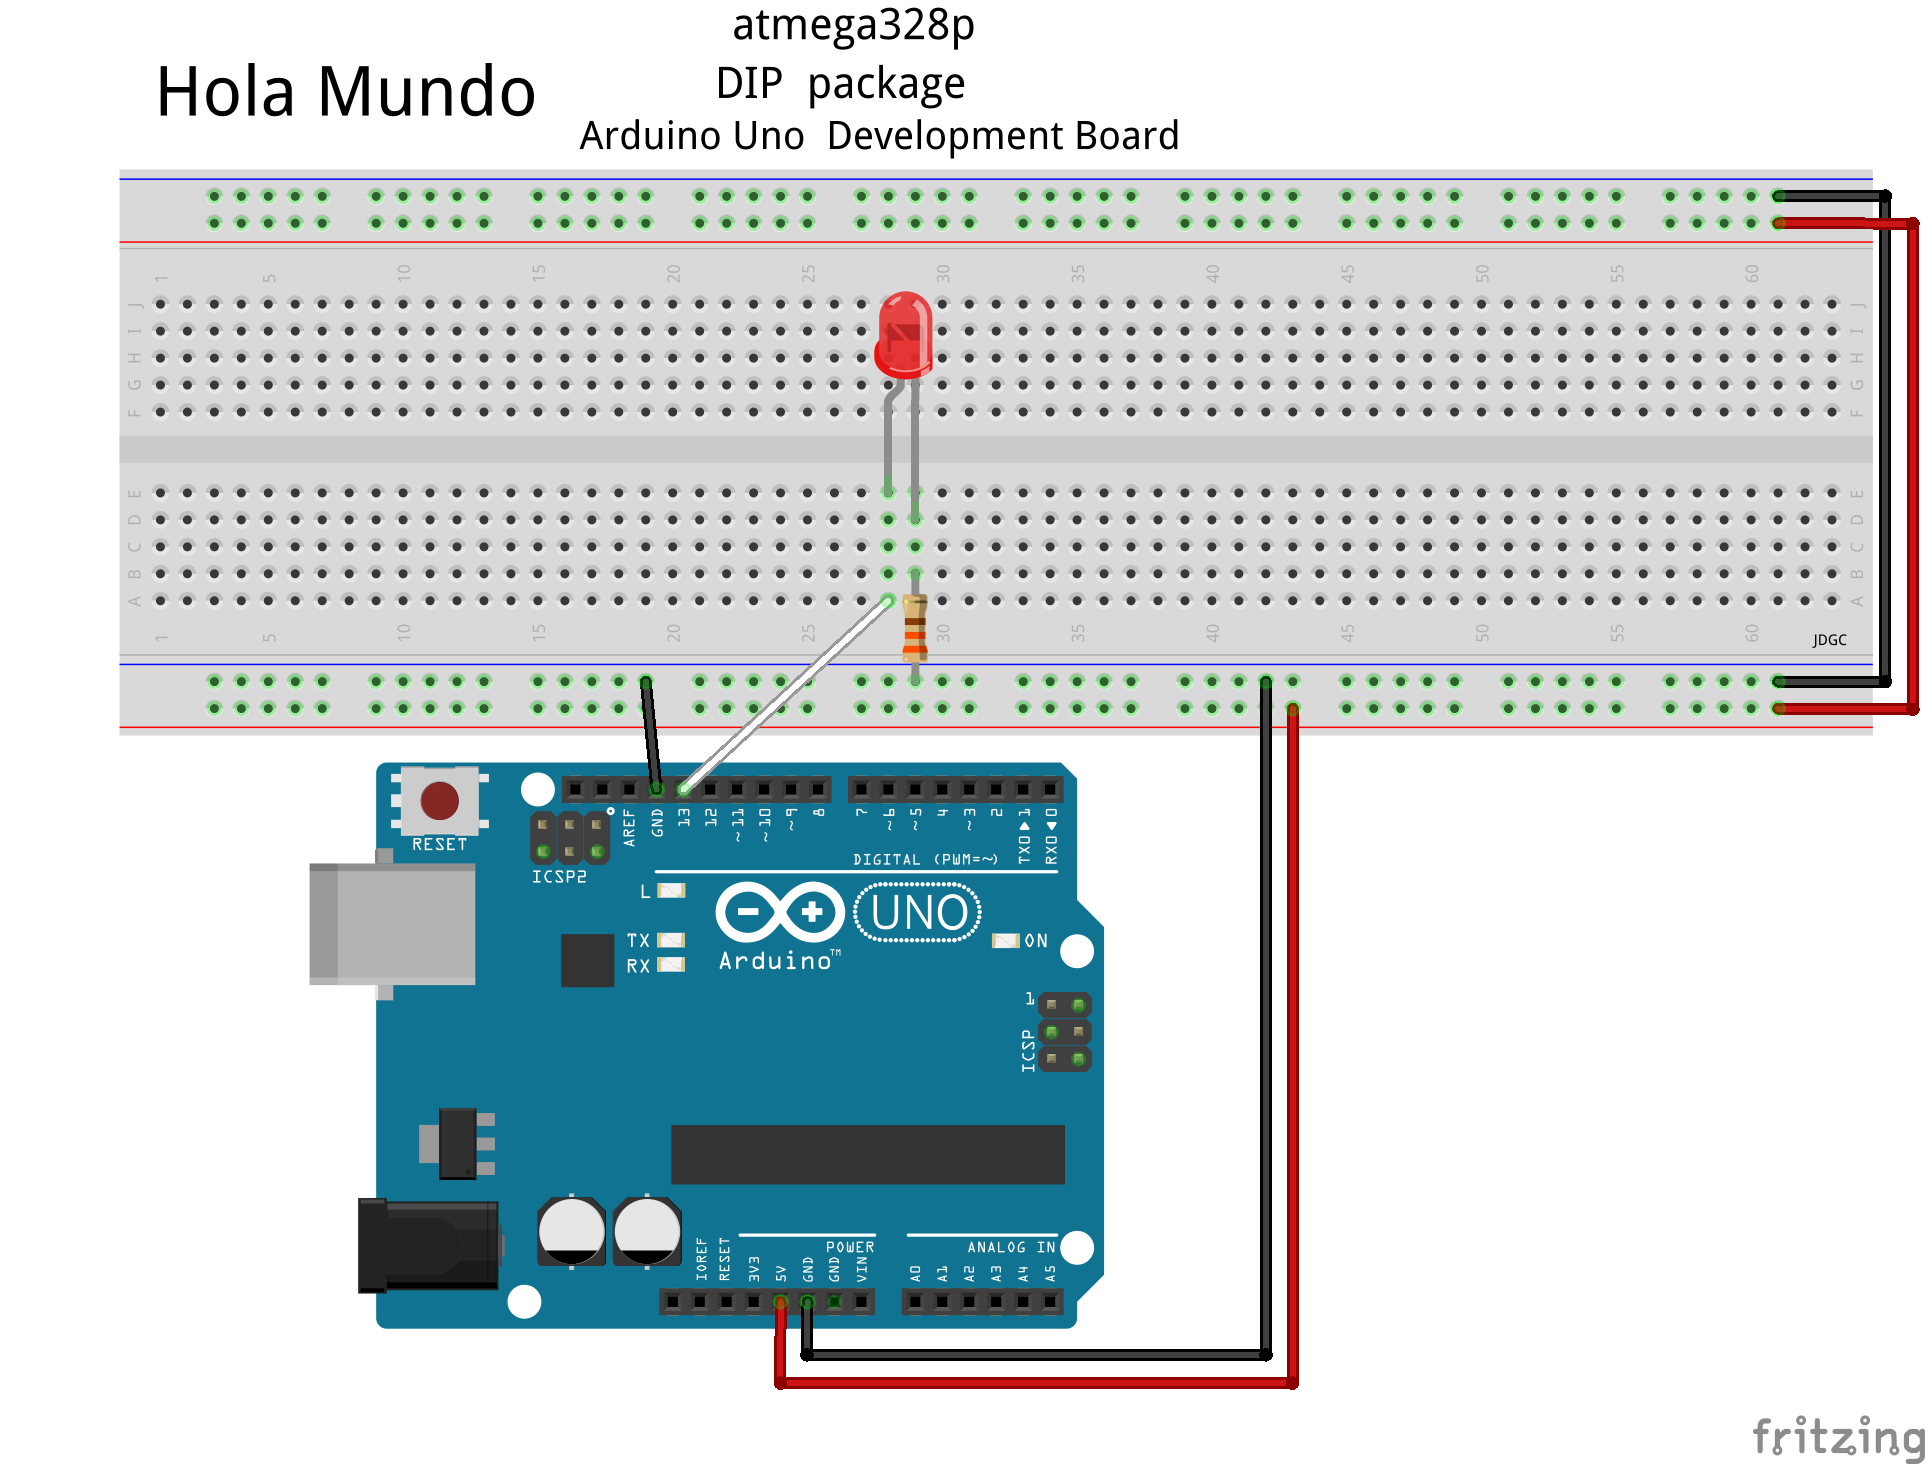 atmega328p
Hola Mundo
DIP package
Arduino Uno Development Board
1 5 10 15 20 25 30 35 40 45 50 55 60
J J
I I
H H
G G
F F
E E
D D
C C
B B
A A
1 5 10 15 20 25 30 35 40 45 50 55 60
JDGC
AREF GND 13 12 ~11 ~10 ~9 8 7 ~6 ~5 4 ~3 2 TX0▶1 RX0◀0
RESET
DIGITAL (PWM=~)
ICSP2
L
UNO
TX ON
RX Arduino™
1
ICSP
POWER ANALOG IN
IOREF RESET 3V3 5V GND GND VIN A0 A1 A2 A3 A4 A5
fritzing